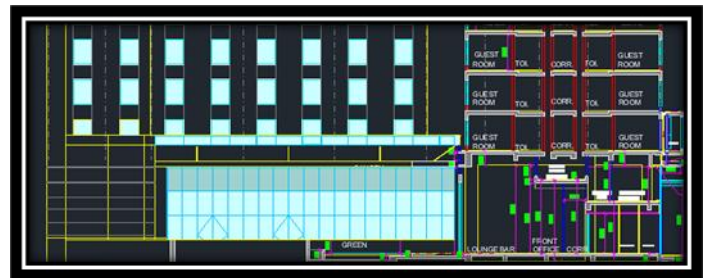 GUEST ROOM TOI. CORR. TOI. GUEST ROOM
GUEST ROOM TOI. CORR. TOI. GUEST ROOM
GUEST ROOM TOI. CORR. TOI. GUEST ROOM
GREEN
LOUNGE BAR
FRONT OFFICE
CORR.